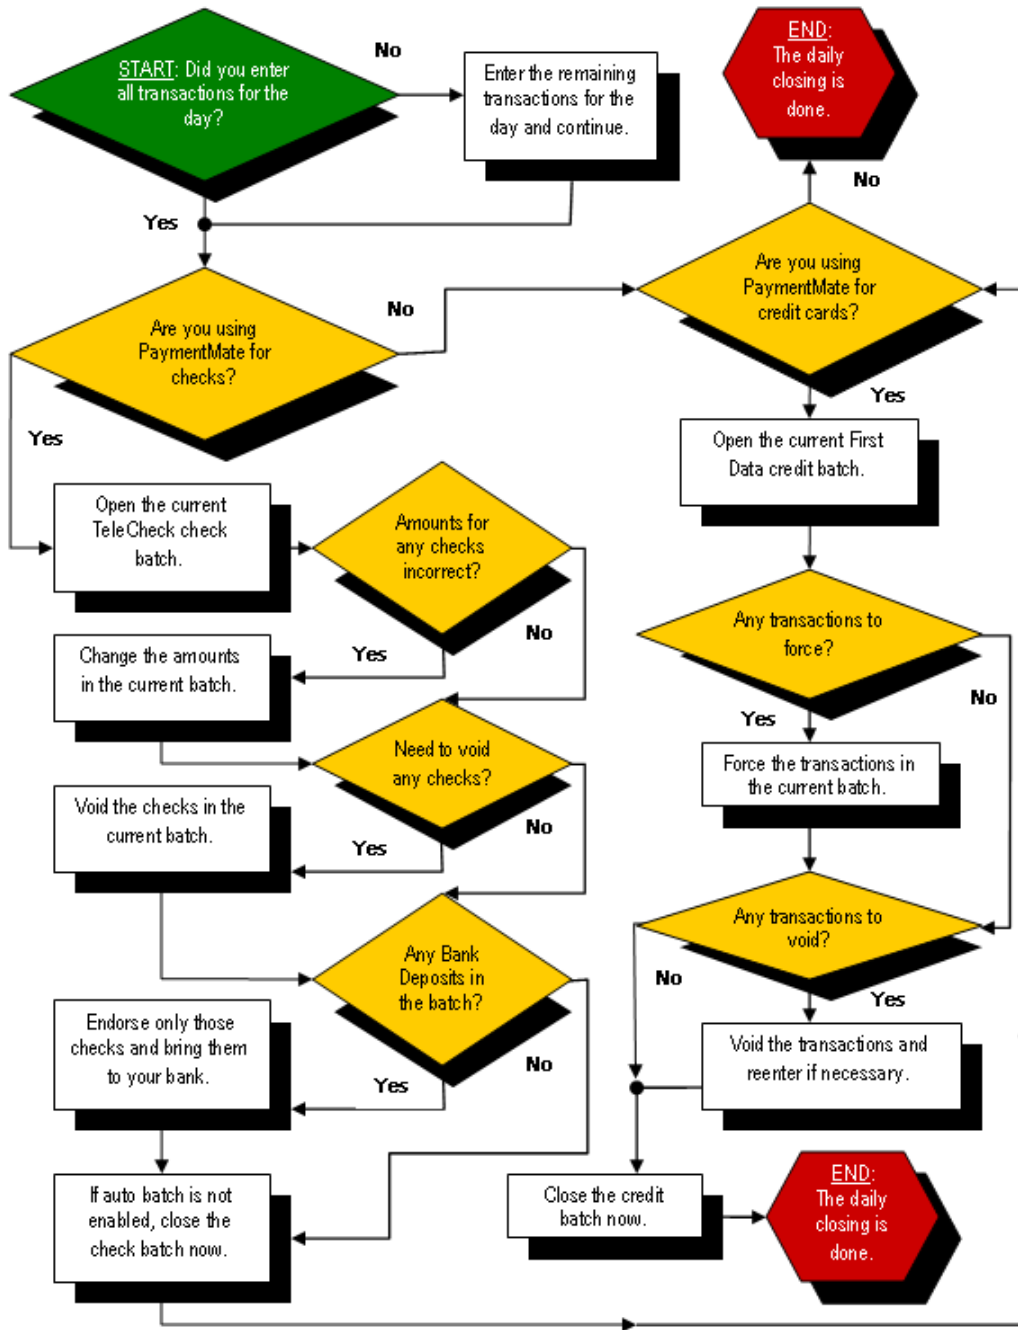 START: Did you enter
all transactions for the
day?
No
Enter the remaining
transactions for the
day and continue.
END:
The daily
closing is
done.
Yes
No
Are you using
PaymentMate for
checks?
No
Are you using
PaymentMate for
credit cards?
Yes
Yes
Open the current First
Data credit batch.
Open the current
TeleCheck check
batch.
Amounts for
any checks
incorrect?
No
Yes
Change the amounts
in the current batch.
Any transactions to
force?
No
Yes
Need to void
any checks?
Force the transactions in
the current batch.
No
Yes
Void the checks in the
current batch.
Any transactions to
void?
No
Yes
Any Bank
Deposits in
the batch?
No
Yes
Endorse only those
checks and bring them
to your bank.
Void the transactions and
reenter if necessary.
If auto batch is not
enabled, close the
check batch now.
Close the credit
batch now.
END:
The daily
closing is
done.